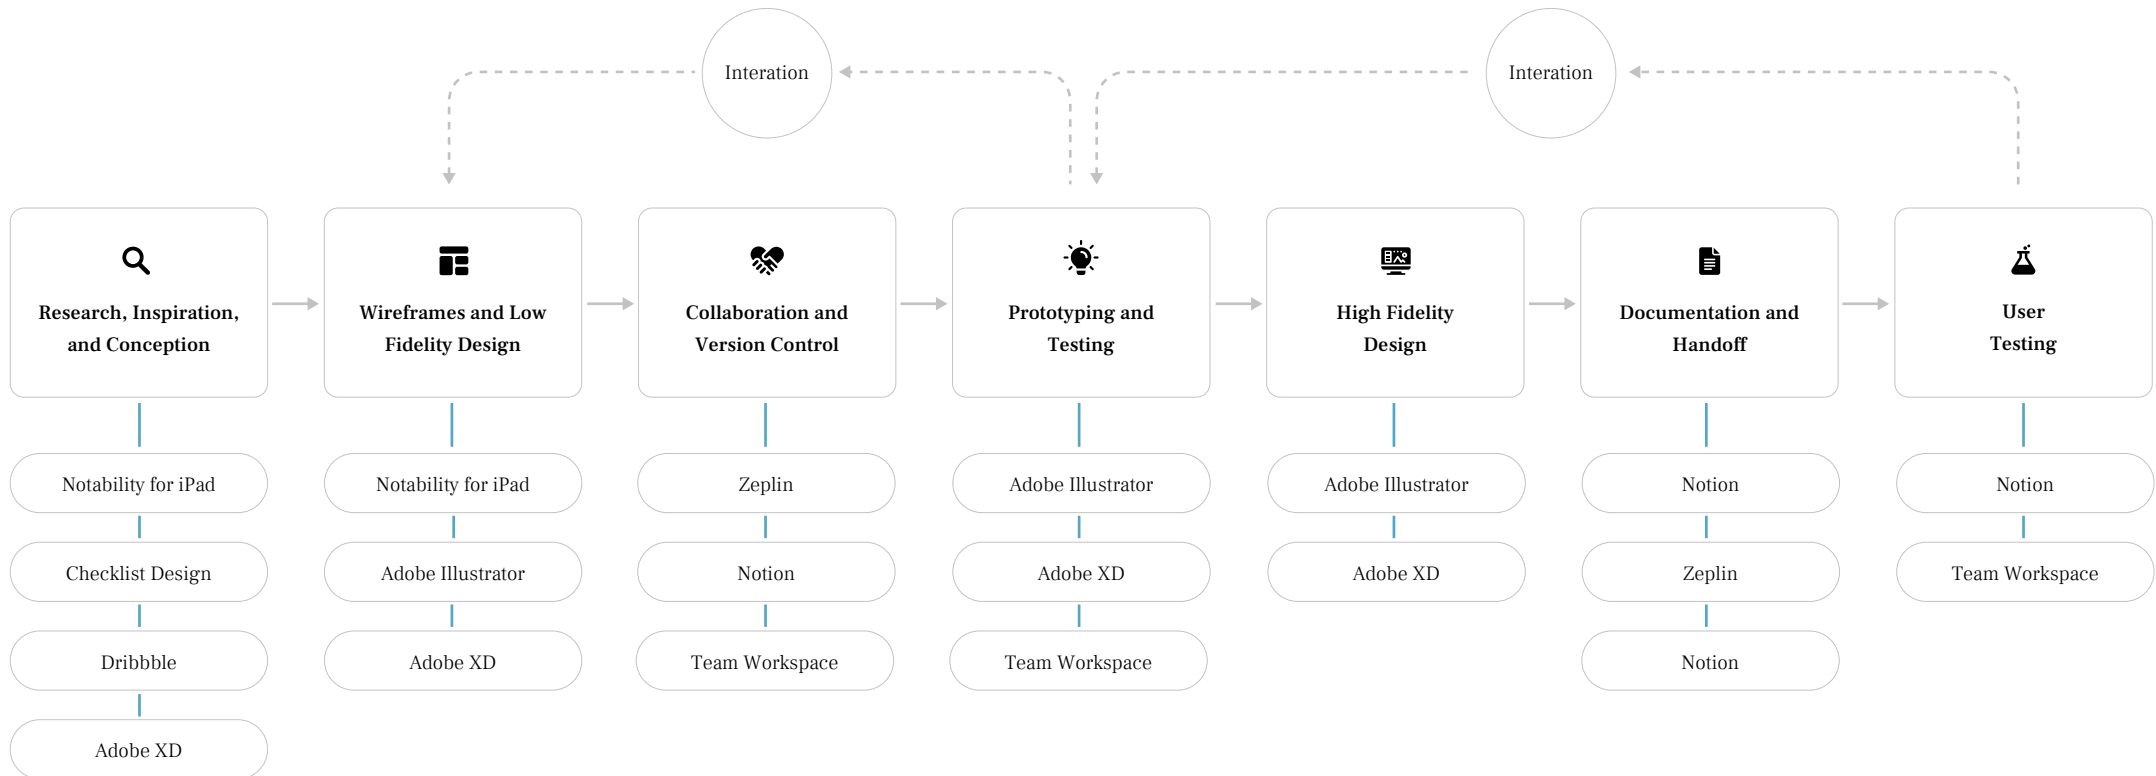 Interation
Interation
Research, Inspiration,
and Conception
Wireframes and Low
Fidelity Design
Collaboration and
Version Control
Prototyping and
Testing
High Fidelity
Design
Documentation and
Handoff
User
Testing
Notability for iPad
Checklist Design
Dribbble
Adobe XD
Notability for iPad
Adobe Illustrator
Adobe XD
Zeplin
Notion
Team Workspace
Adobe Illustrator
Adobe XD
Team Workspace
Adobe Illustrator
Adobe XD
Notion
Zeplin
Notion
Notion
Team Workspace